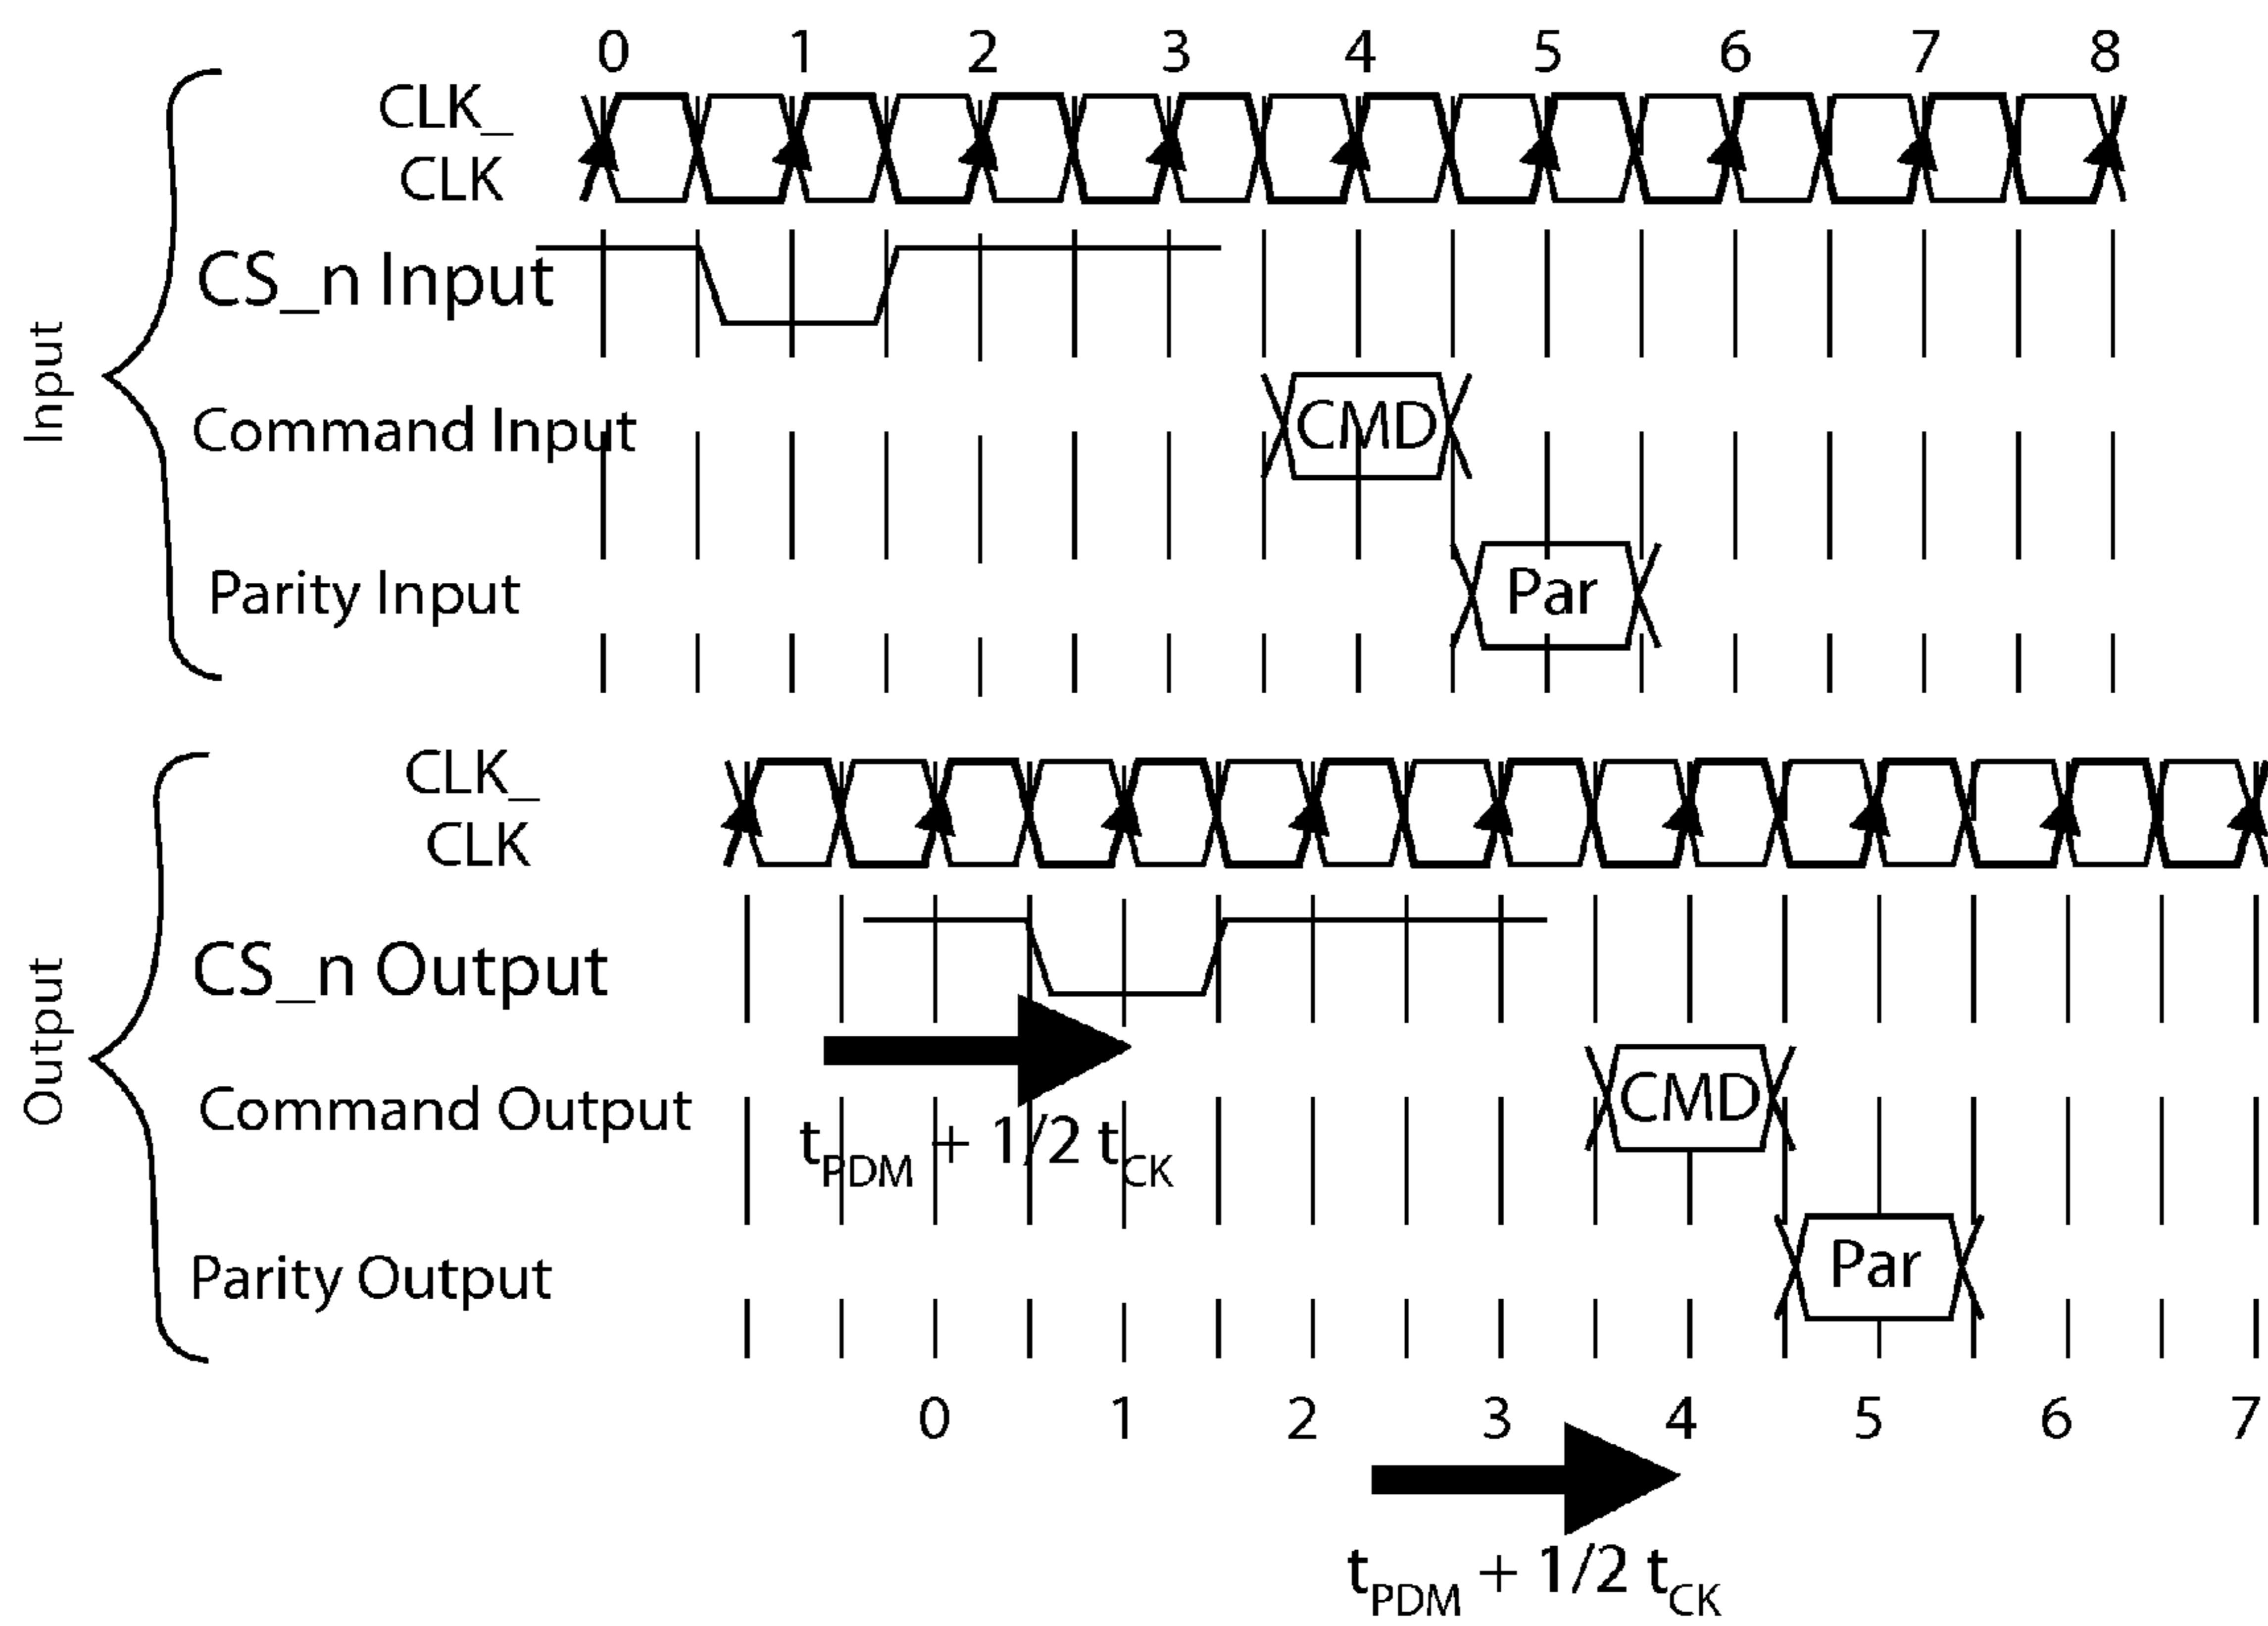 0 1 2 3 4 5 6 7 8
CLK_
CLK
CS_n Input
Input
Command Input
CMD
Parity Input
Par
CLK_
CLK
CS_n Output
Output
Command Output
CMD
tPDM + 1/2 tCK
Parity Output
Par
0 1 2 3 4 5 6 7
tPDM + 1/2 tCK